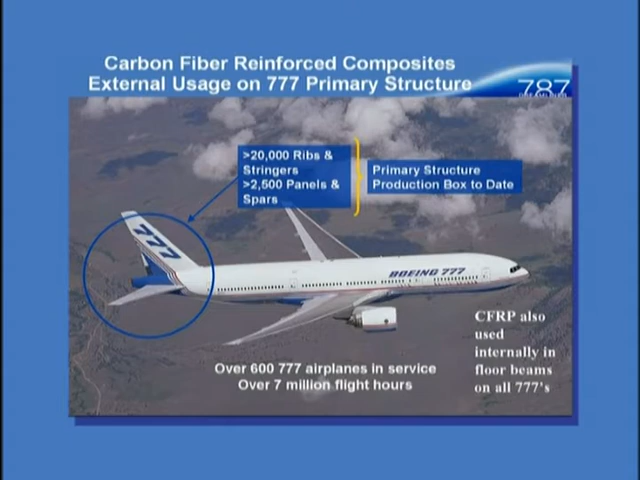 Carbon Fiber Reinforced Composites
External Usage on 777 Primary Structure
787
DREAMLINER
>20,000 Ribs &
Stringers
>2,500 Panels &
Spars
Primary Structure
Production Box to Date
777
BOEING 777
CFRP also
used
internally in
floor beams
on all 777's
Over 600 777 airplanes in service
Over 7 million flight hours